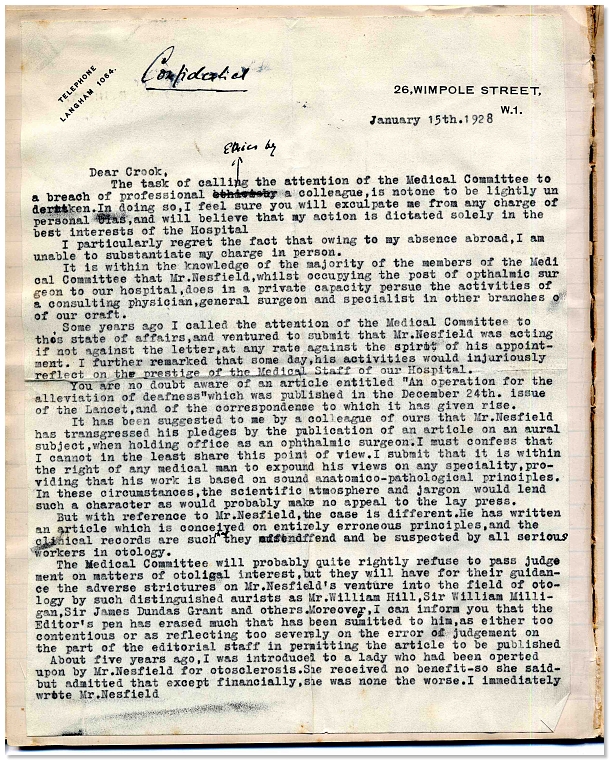 Confidential
TELEPHONE
LANGHAM 1064.
26, WIMPOLE STREET,
W.1.
January 15th. 1928
Ethics by
Dear Crook,
The task of calling the attention of the Medical Committee to
a breach of professional a colleague,is notone to be lightly un
dertaken.In doing so,I feel sure you will exculpate me from any charge of
personal bias,and will believe that my action is dictated solely in the
best interests of the Hospital
I particularly regret the fact that owing to my absence abroad,I am
unable to substantiate my charge in person.
It is within the knowledge of the majority of the members of the Medi
cal Committee that Mr.Nesfield,whilst occupying the post of opthalmic sur
geon to our hospital,does in a private capacity persue the activities of
a consulting physician,general surgeon and specialist in other branches o
of our craft.
Some years ago I called the attention of the Medical Committee to
this state of affairs,and ventured to submit that Mr.Nesfield was acting
if not against the letter,at any rate against the spirit of his appoint-
ment. I further remarked that some day,his activities would injuriously
reflect on the prestige of the Medical Staff of our Hospital.
You are no doubt aware of an article entitled "An operation for the
alleviation of deafness"which was published in the December 24th. issue
of the Lancet,and of the correspondence to which it has given rise.
It has been suggested to me by a colleague of ours that Mr.Nesfield
has transgressed his pledges by the publication of an article on an aural
subject,when holding office as an ophthalmic surgeon.I must confess that
I cannot in the least share this point of view.I submit that it is within
the right of any medical man to expound his views on any speciality,pro-
viding that his work is based on sound anatomico-pathological principles.
In these circumstances,the scientific atmosphere and jargon would lend
such a character as would probably make no appeal to the lay press.
But with reference to Mr.Nesfield,the case is different.He has written
an article which is conceived on entirely erroneous principles,and the
clinical records are such they offend and be suspected by all serious
workers in otology.
The Medical Committee will probably quite rightly refuse to pass judge
ment on matters of otoligal interest,but they will have for their guidan-
ce the adverse strictures on Mr.Nesfield's venture into the field of oto-
logy by such distinguished aurists as Mr.William Hill,Sir William Milli-
gan,Sir James Dundas Grant and others.Moreover,I can inform you that the
Editor's pen has erased much that has been sumitted to him,as either too
contentious or as reflecting too severely on the error of judgement on
the part of the editorial staff in permitting the article to be published
About five years ago,I was introduced to a lady who had been operted
upon by Mr.Nesfield for otosclerosis.She received no benefit-so she said-
but admitted that except financially,she was none the worse.I immediately
wrote Mr.Nesfield